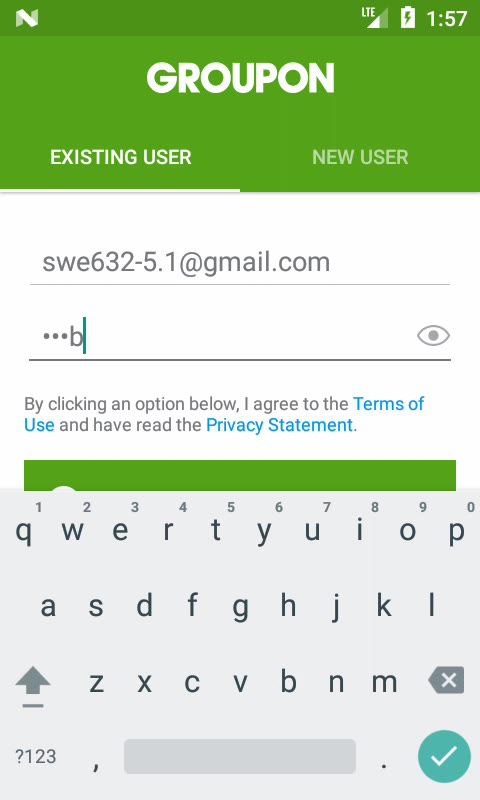 LTE 1:57
GROUPON
EXISTING USER NEW USER
swe632-5.1@gmail.com
•••b
By clicking an option below, I agree to the Terms of
Use and have read the Privacy Statement.
1 2 3 4 5 6 7 8 9 0
q w e r t y u i o p
a s d f g h j k l
z x c v b n m
?123 , .